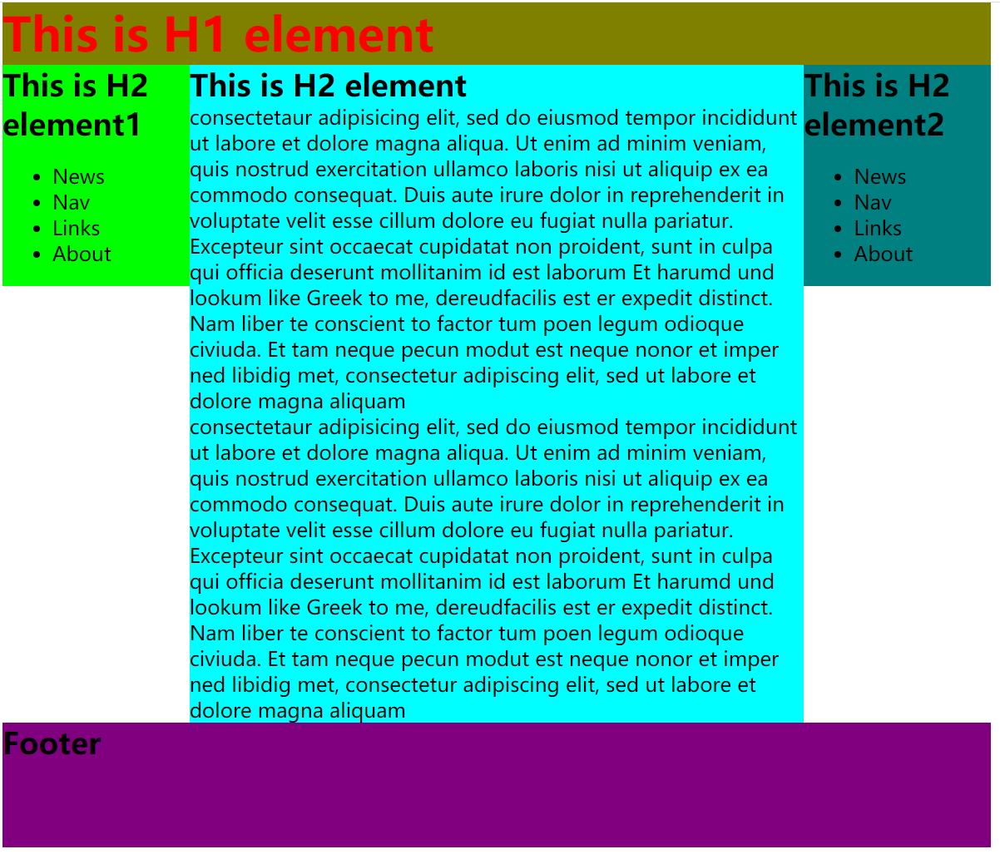 This is H1 element
This is H2
element1
• News
• Nav
• Links
• About
This is H2 element
consectetaur adipisicing elit, sed do eiusmod tempor incididunt
ut labore et dolore magna aliqua. Ut enim ad minim veniam,
quis nostrud exercitation ullamco laboris nisi ut aliquip ex ea
commodo consequat. Duis aute irure dolor in reprehenderit in
voluptate velit esse cillum dolore eu fugiat nulla pariatur.
Excepteur sint occaecat cupidatat non proident, sunt in culpa
qui officia deserunt mollitanim id est laborum Et harumd und
lookum like Greek to me, dereudfacilis est er expedit distinct.
Nam liber te conscient to factor tum poen legum odioque
civiuda. Et tam neque pecun modut est neque nonor et imper
ned libidig met, consectetur adipiscing elit, sed ut labore et
dolore magna aliquam
consectetaur adipisicing elit, sed do eiusmod tempor incididunt
ut labore et dolore magna aliqua. Ut enim ad minim veniam,
quis nostrud exercitation ullamco laboris nisi ut aliquip ex ea
commodo consequat. Duis aute irure dolor in reprehenderit in
voluptate velit esse cillum dolore eu fugiat nulla pariatur.
Excepteur sint occaecat cupidatat non proident, sunt in culpa
qui officia deserunt mollitanim id est laborum Et harumd und
lookum like Greek to me, dereudfacilis est er expedit distinct.
Nam liber te conscient to factor tum poen legum odioque
civiuda. Et tam neque pecun modut est neque nonor et imper
ned libidig met, consectetur adipiscing elit, sed ut labore et
dolore magna aliquam
This is H2
element2
• News
• Nav
• Links
• About
Footer